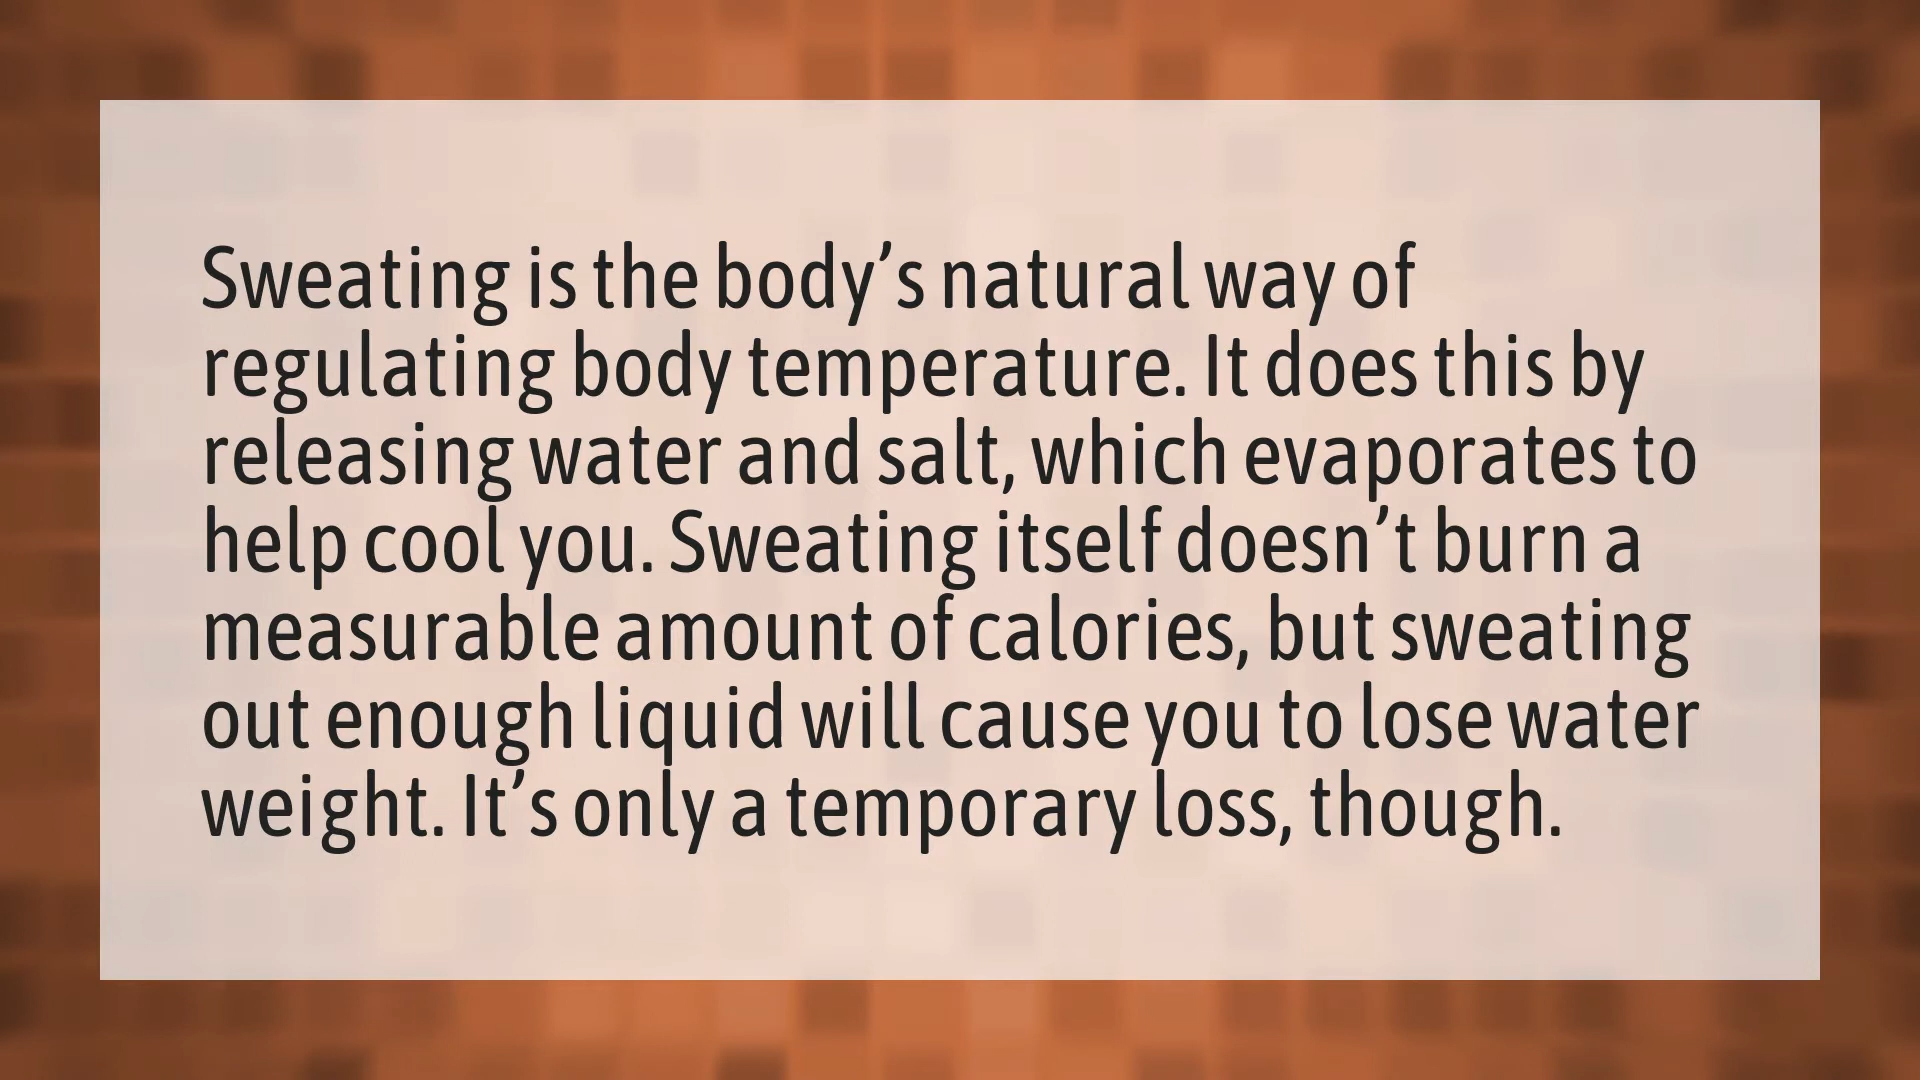 Sweating is the body’s natural way of
regulating body temperature. It does this by
releasing water and salt, which evaporates to
help cool you. Sweating itself doesn’t burn a
measurable amount of calories, but sweating
out enough liquid will cause you to lose water
weight. It’s only a temporary loss, though.